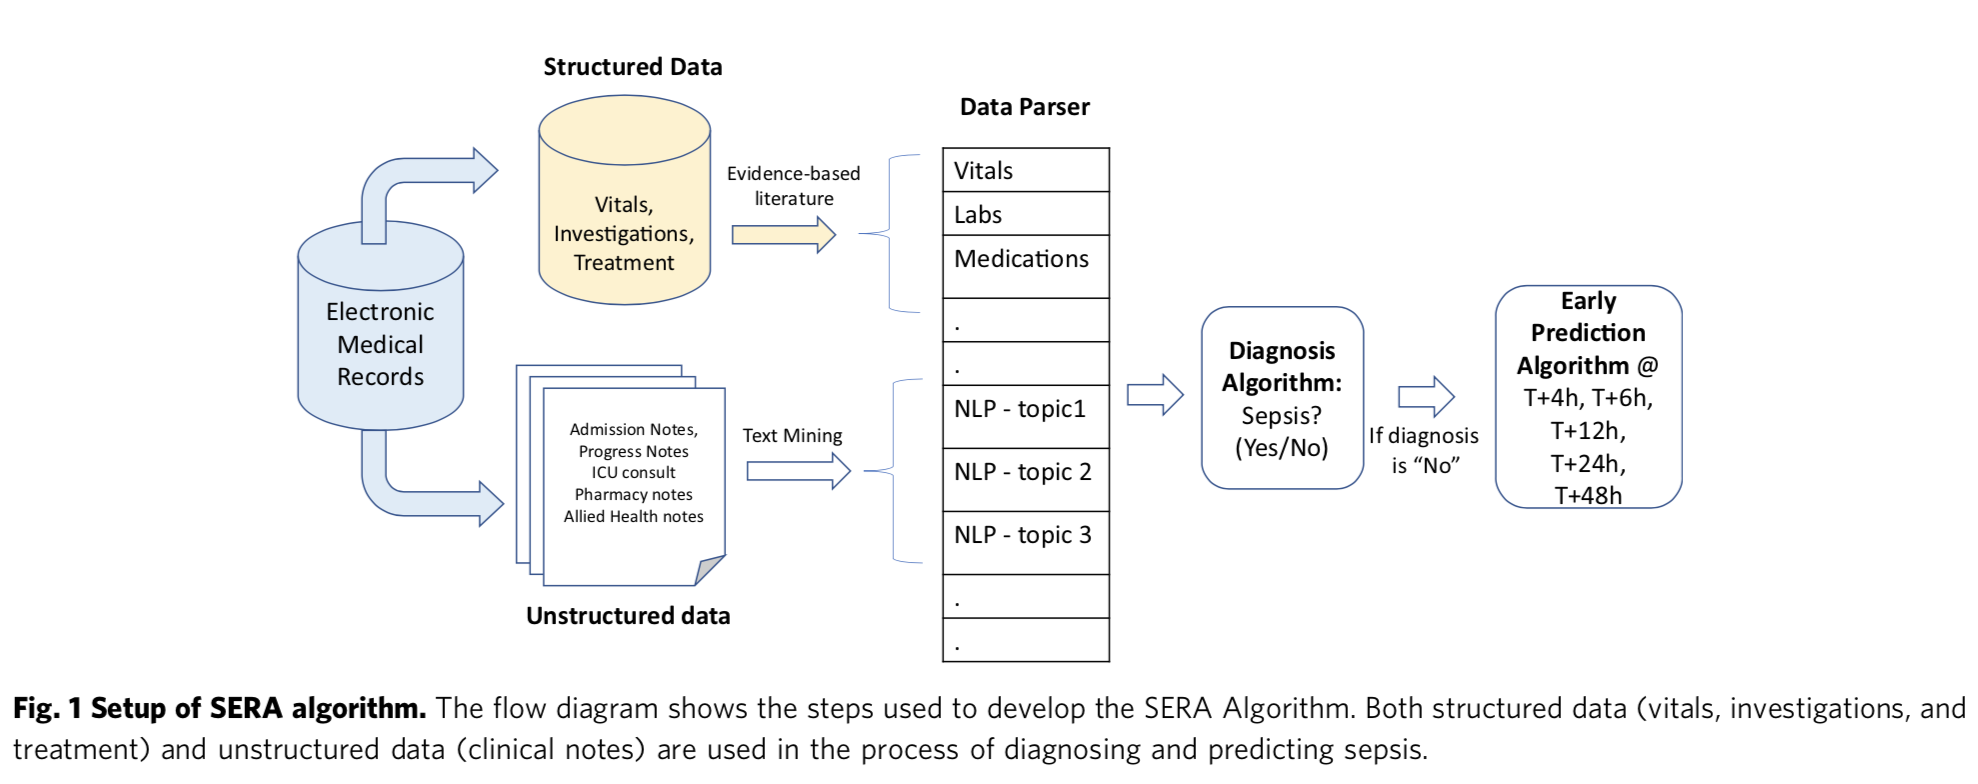 Structured Data
Vitals,
Investigations,
Treatment
Electronic
Medical
Records
Evidence-based
literature
Admission Notes,
Progress Notes
ICU consult
Pharmacy notes
Allied Health notes
Unstructured data
Text Mining
Data Parser
Vitals
Labs
Medications
.
.
NLP - topic1
NLP - topic 2
NLP - topic 3
.
.
Diagnosis
Algorithm:
Sepsis?
(Yes/No)
If diagnosis
is “No”
Early
Prediction
Algorithm @
T+4h, T+6h,
T+12h,
T+24h,
T+48h
Fig. 1 Setup of SERA algorithm. The flow diagram shows the steps used to develop the SERA Algorithm. Both structured data (vitals, investigations, and
treatment) and unstructured data (clinical notes) are used in the process of diagnosing and predicting sepsis.